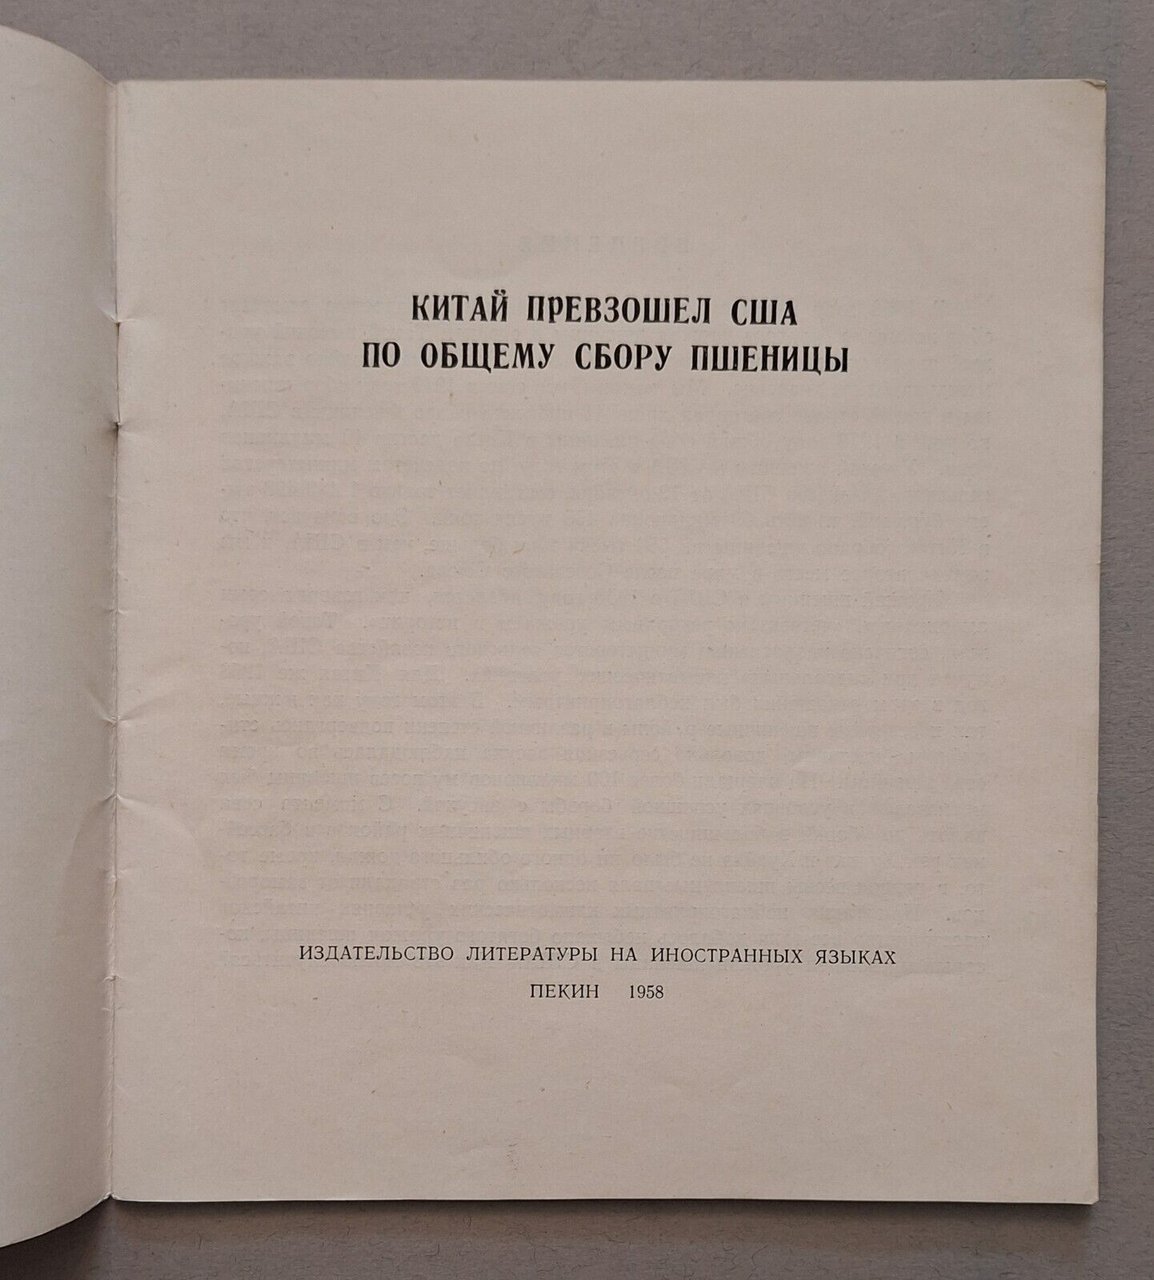 КИТАЙ ПРЕВЗОШЕЛ США
ПО ОБЩЕМУ СБОРУ ПШЕНИЦЫ
ИЗДАТЕЛЬСТВО ЛИТЕРАТУРЫ НА ИНОСТРАННЫХ ЯЗЫКАХ
ПЕКИН 1958